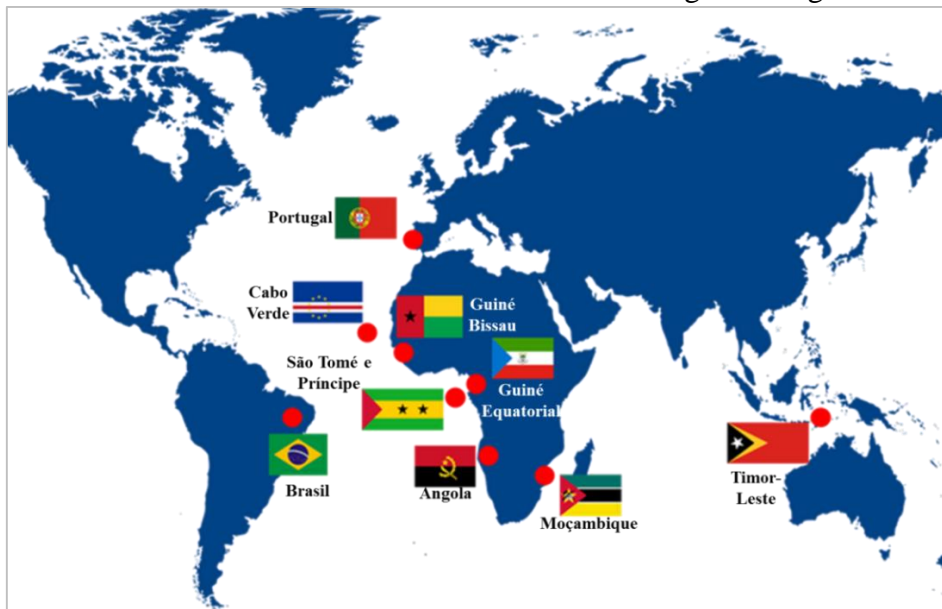 Portugal
Cabo
Verde
Guiné
Bissau
São Tomé e
Príncipe
Guiné
Equatorial
Brasil
Angola
Moçambique
Timor-
Leste